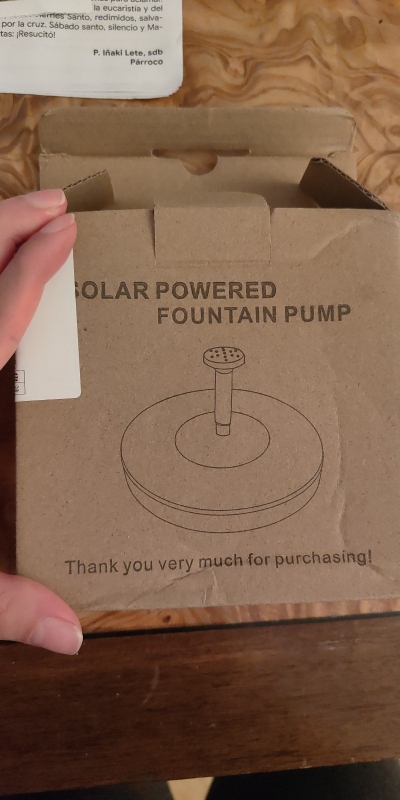 la eucaristía y del
Santo, redimidos, salva-
por la cruz. Sábado santo, silencio y Ma-
tas: ¡Resucitó!
P. Iñaki Lete, sdb
Párroco
SOLAR POWERED
FOUNTAIN PUMP
Thank you very much for purchasing!